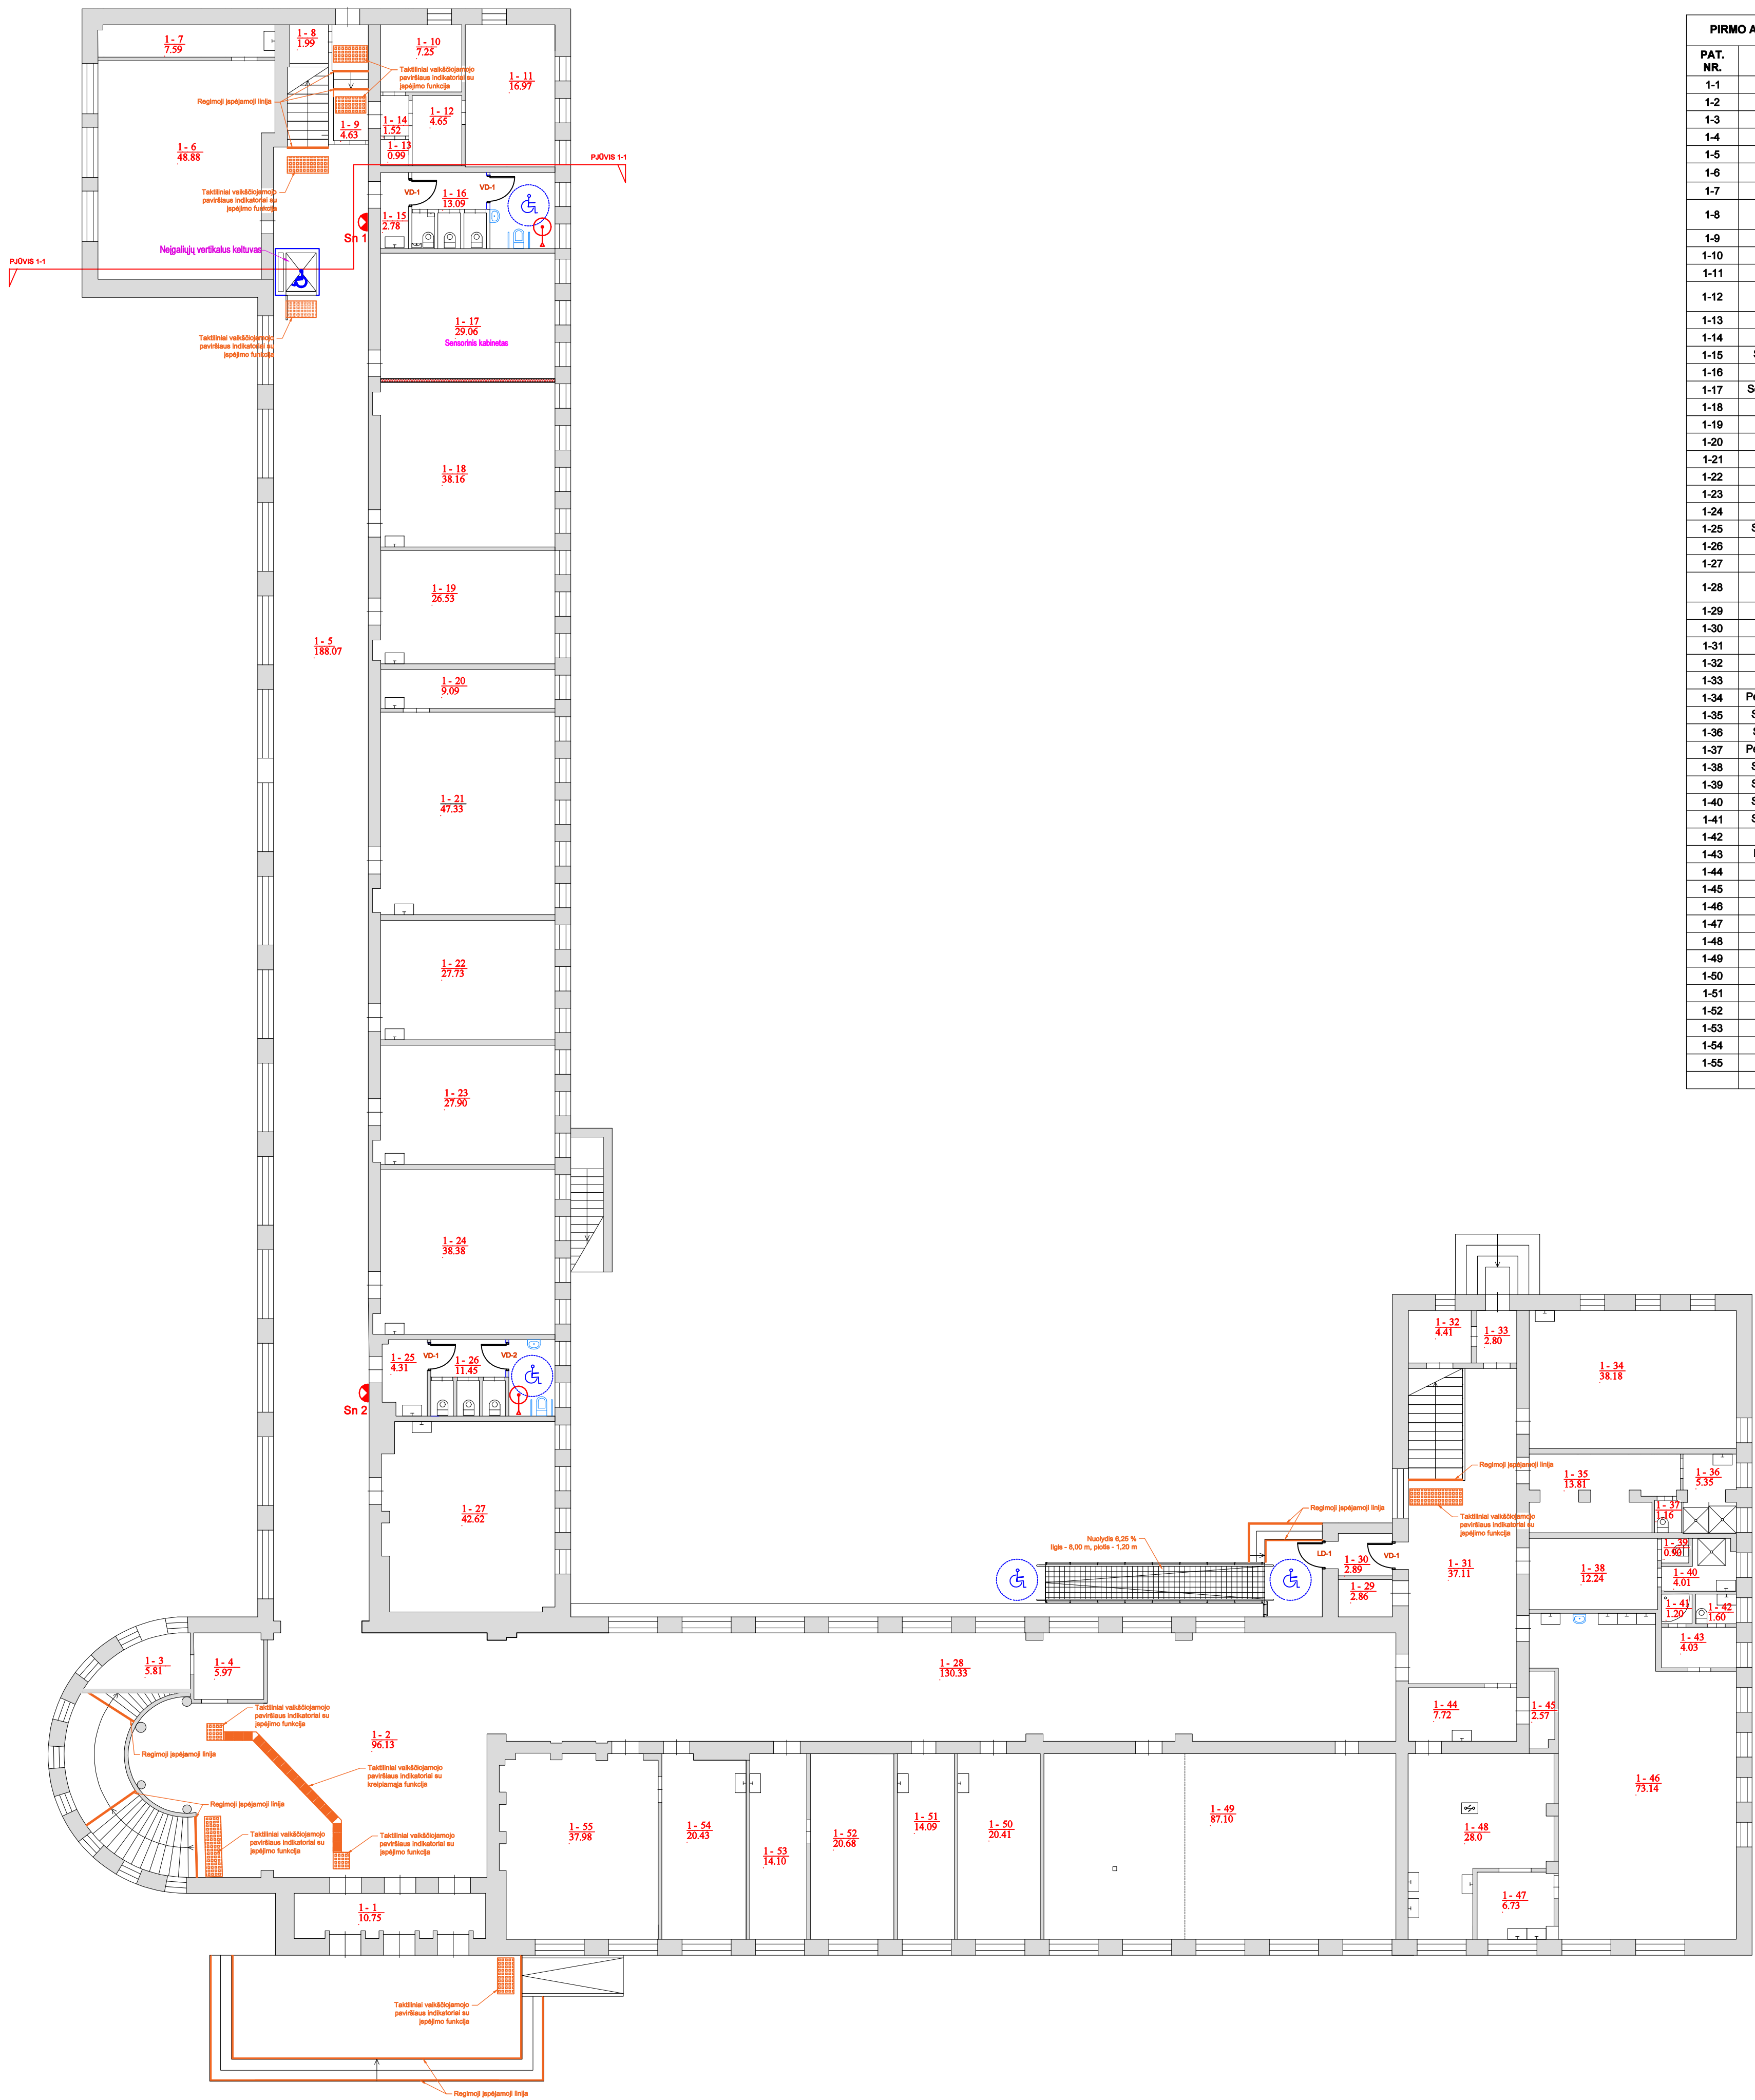 1 - 7
7.59
1 - 8
1.99
1 - 10
7.25
Taktiliniai vaikščiojamojo
paviršiaus indikatoriai su
įspėjimo funkcija
1 - 11
16.97
Regimoji įspėjamoji linija
1 - 9
4.63
1 - 14
1.52
1 - 12
4.65
1 - 13
0.99
1 - 6
48.88
PJŪVIS 1-1
Taktiliniai vaikščiojamojo
paviršiaus indikatoriai su
įspėjimo funkcija
VD-1
1 - 16
13.09
VD-1
1 - 15
2.78
Sn 1
Neįgaliųjų vertikalus keltuvas
PJŪVIS 1-1
Taktiliniai vaikščiojamojo
paviršiaus indikatoriai su
įspėjimo funkcija
1 - 17
29.06
Sensorinis kabinetas
1 - 18
38.16
1 - 19
26.53
1 - 5
188.07
1 - 20
9.09
1 - 21
47.33
1 - 22
27.73
1 - 23
27.90
1 - 24
38.38
1 - 25
4.31
VD-1
1 - 26
11.45
VD-2
Sn 2
1 - 27
42.62
1 - 32
4.41
1 - 33
2.80
1 - 34
38.18
Regimoji įspėjamoji linija
1 - 35
13.81
1 - 36
5.35
1 - 37
1.16
Taktiliniai vaikščiojamojo
paviršiaus indikatoriai su
įspėjimo funkcija
Regimoji įspėjamoji linija
Nuolydis 6,25 %
Ilgis - 8,00 m, plotis - 1,20 m
LD-1
1 - 30
2.89
VD-1
1 - 29
2.86
1 - 31
37.11
1 - 38
12.24
1 - 39
0.90
1 - 40
4.01
1 - 41
1.20
1 - 42
1.60
1 - 43
4.03
1 - 3
5.81
1 - 4
5.97
1 - 28
130.33
1 - 44
7.72
1 - 45
2.57
Taktiliniai vaikščiojamojo
paviršiaus indikatoriai su
įspėjimo funkcija
1 - 2
96.13
Regimoji įspėjamoji linija
Taktiliniai vaikščiojamojo
paviršiaus indikatoriai su
kreipiamąja funkcija
Regimoji įspėjamoji linija
Taktiliniai vaikščiojamojo
paviršiaus indikatoriai su
įspėjimo funkcija
Taktiliniai vaikščiojamojo
paviršiaus indikatoriai su
įspėjimo funkcija
1 - 46
73.14
1 - 55
37.98
1 - 54
20.43
1 - 53
14.10
1 - 52
20.68
1 - 51
14.09
1 - 50
20.41
1 - 49
87.10
1 - 48
28.0
1 - 47
6.73
1 - 1
10.75
Taktiliniai vaikščiojamojo
paviršiaus indikatoriai su
įspėjimo funkcija
Regimoji įspėjamoji linija
PIRMO A
PAT.
NR.
1-1
1-2
1-3
1-4
1-5
1-6
1-7
1-8
1-9
1-10
1-11
1-12
1-13
1-14
1-15 S
1-16
1-17 Se
1-18
1-19
1-20
1-21
1-22
1-23
1-24
1-25 S
1-26
1-27
1-28
1-29
1-30
1-31
1-32
1-33
1-34 Pe
1-35 S
1-36 S
1-37 Pe
1-38 S
1-39 S
1-40 S
1-41 S
1-42
1-43
1-44
1-45
1-46
1-47
1-48
1-49
1-50
1-51
1-52
1-53
1-54
1-55